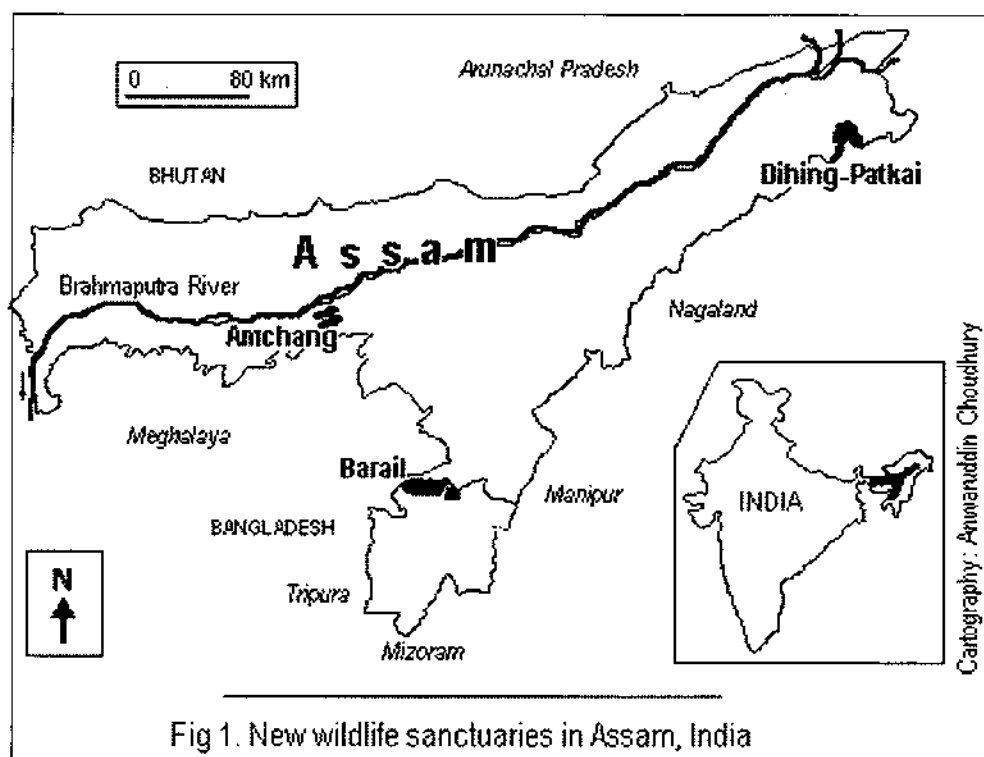 0 80 km
Arunachal Pradesh
BHUTAN
Dihing-Patkai
Assam
Brahmaputra River
Amchang
Nagaland
Meghalaya
Barail
Manipur
BANGLADESH
INDIA
N
Tripura
Mizoram
Cartography: Anwaruddin Choudhury
Fig 1. New wildlife sanctuaries in Assam, India